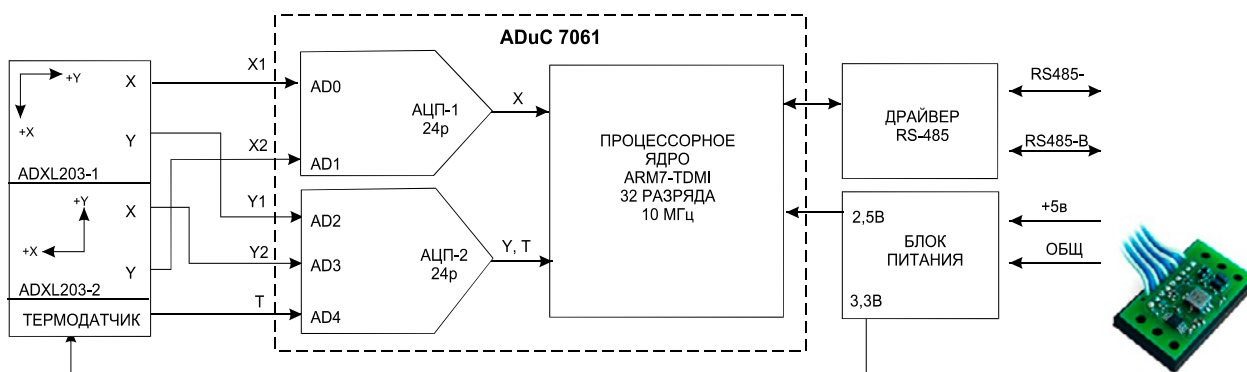 ADuC 7061
+Y
+X
X
Y
ADXL203-1
+Y
+X
X
Y
ADXL203-2
ТЕРМОДАТЧИК
X1
X2
Y1
Y2
T
AD0
AD1
АЦП-1
24р
AD2
AD3
AD4
АЦП-2
24р
X
Y, T
ПРОЦЕССОРНОЕ
ЯДРО
ARM7-TDMI
32 РАЗРЯДА
10 МГц
ДРАЙВЕР
RS-485
RS485-
RS485-B
2,5В
БЛОК
ПИТАНИЯ
3,3В
+5в
ОБЩ